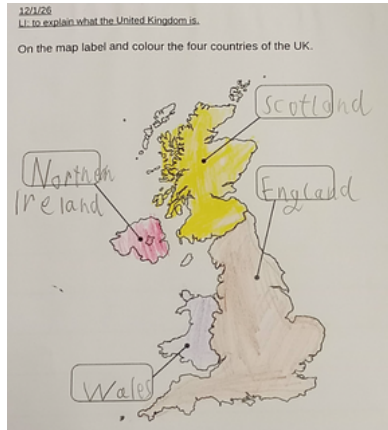 12/1/26
LI: to explain what the United Kingdom is.
On the map label and colour the four countries of the UK.
Scotland
Northen
Ireland
England
Wales